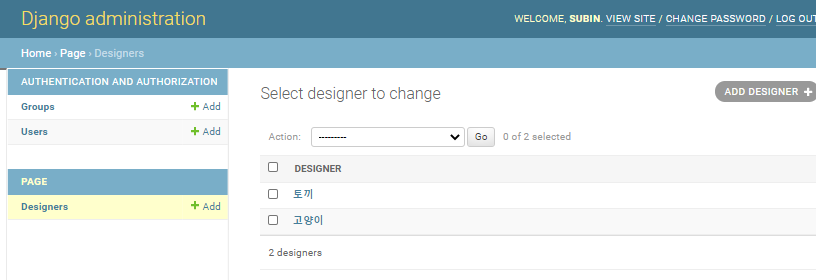 Django administration
WELCOME, SUBIN. VIEW SITE / CHANGE PASSWORD / LOG OUT
Home › Page › Designers
AUTHENTICATION AND AUTHORIZATION
Groups + Add
Users + Add
PAGE
Designers + Add
Select designer to change
ADD DESIGNER +
Action: --------- Go 0 of 2 selected
DESIGNER
토끼
고양이
2 designers